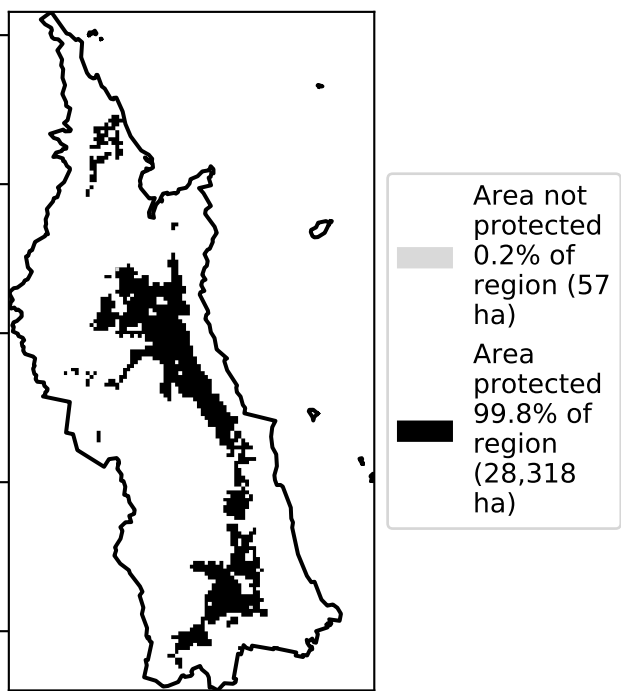 Area not
protected
0.2% of
region (57
ha)
Area
protected
99.8% of
region
(28,318
ha)